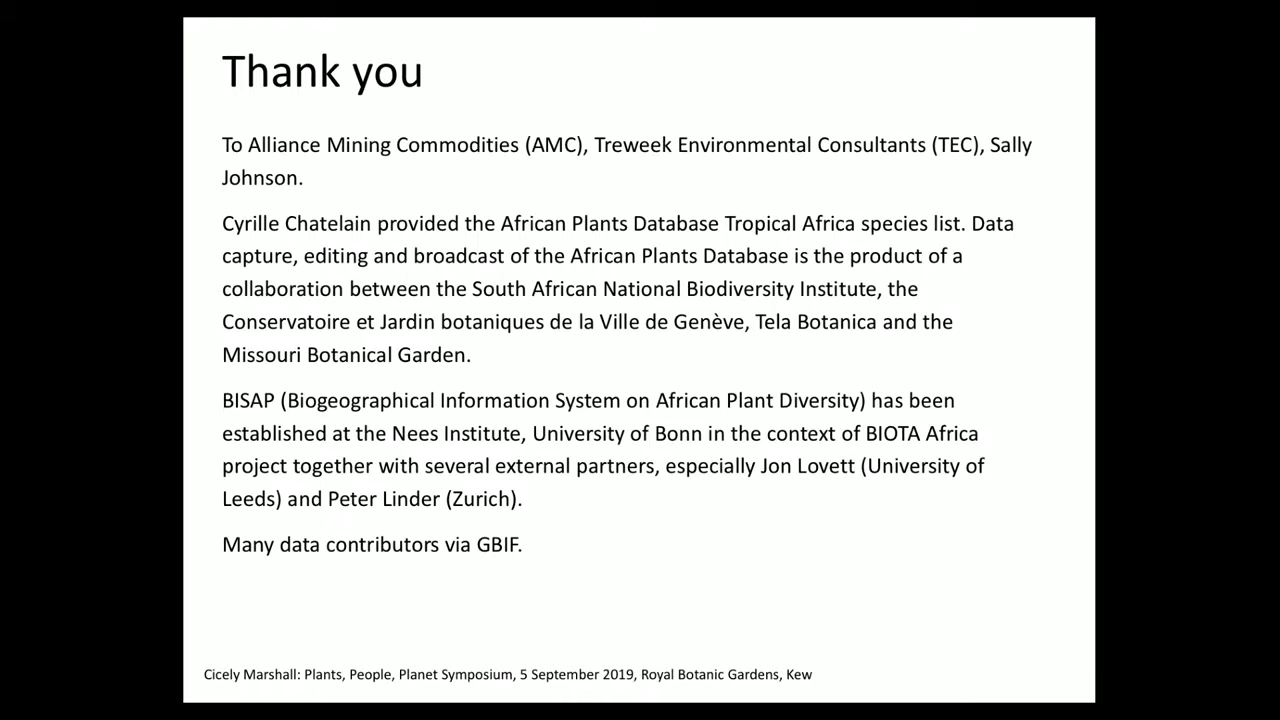 Thank you
To Alliance Mining Commodities (AMC), Treweek Environmental Consultants (TEC), Sally
Johnson.
Cyrille Chatelain provided the African Plants Database Tropical Africa species list. Data
capture, editing and broadcast of the African Plants Database is the product of a
collaboration between the South African National Biodiversity Institute, the
Conservatoire et Jardin botaniques de la Ville de Genève, Tela Botanica and the
Missouri Botanical Garden.
BISAP (Biogeographical Information System on African Plant Diversity) has been
established at the Nees Institute, University of Bonn in the context of BIOTA Africa
project together with several external partners, especially Jon Lovett (University of
Leeds) and Peter Linder (Zurich).
Many data contributors via GBIF.
Cicely Marshall: Plants, People, Planet Symposium, 5 September 2019, Royal Botanic Gardens, Kew